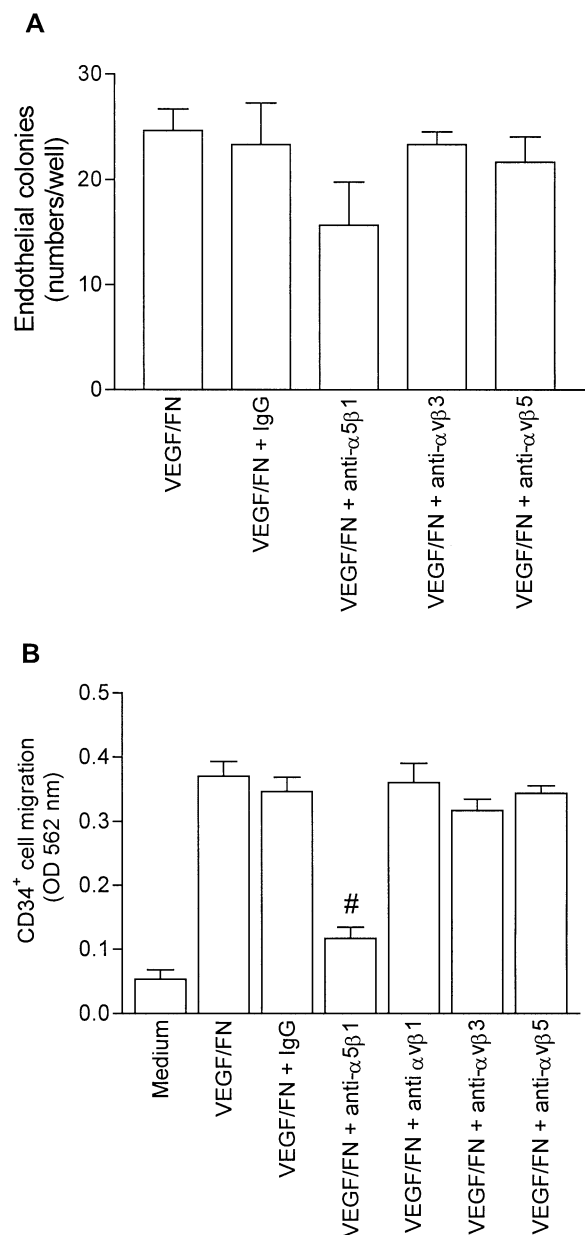 A
Endothelial colonies
(numbers/well)
30
20
10
0
VEGF/FN
VEGF/FN + IgG
VEGF/FN + anti-α5β1
VEGF/FN + anti-αvβ3
VEGF/FN + anti-αvβ5
B
CD34⁺ cell migration
(OD 562 nm)
0.5
0.4
0.3
0.2
0.1
0.0
#
Medium
VEGF/FN
VEGF/FN + IgG
VEGF/FN + anti-α5β1
VEGF/FN + anti αvβ1
VEGF/FN + anti-αvβ3
VEGF/FN + anti-αvβ5